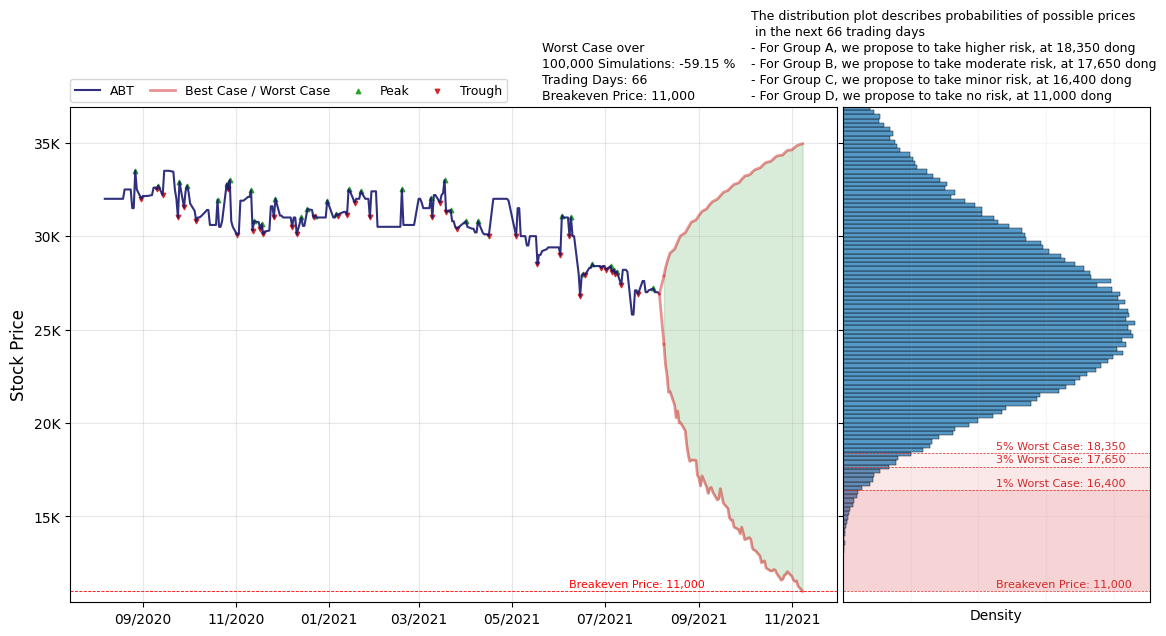 The distribution plot describes probabilities of possible prices
in the next 66 trading days
- For Group A, we propose to take higher risk, at 18,350 dong
- For Group B, we propose to take moderate risk, at 17,650 dong
- For Group C, we propose to take minor risk, at 16,400 dong
- For Group D, we propose to take no risk, at 11,000 dong
Worst Case over
100,000 Simulations: -59.15 %
Trading Days: 66
Breakeven Price: 11,000
ABT
Best Case / Worst Case
Peak
Trough
Stock Price
35K
30K
25K
20K
15K
Breakeven Price: 11,000
09/2020
11/2020
01/2021
03/2021
05/2021
07/2021
09/2021
11/2021
5% Worst Case: 18,350
3% Worst Case: 17,650
1% Worst Case: 16,400
Breakeven Price: 11,000
Density